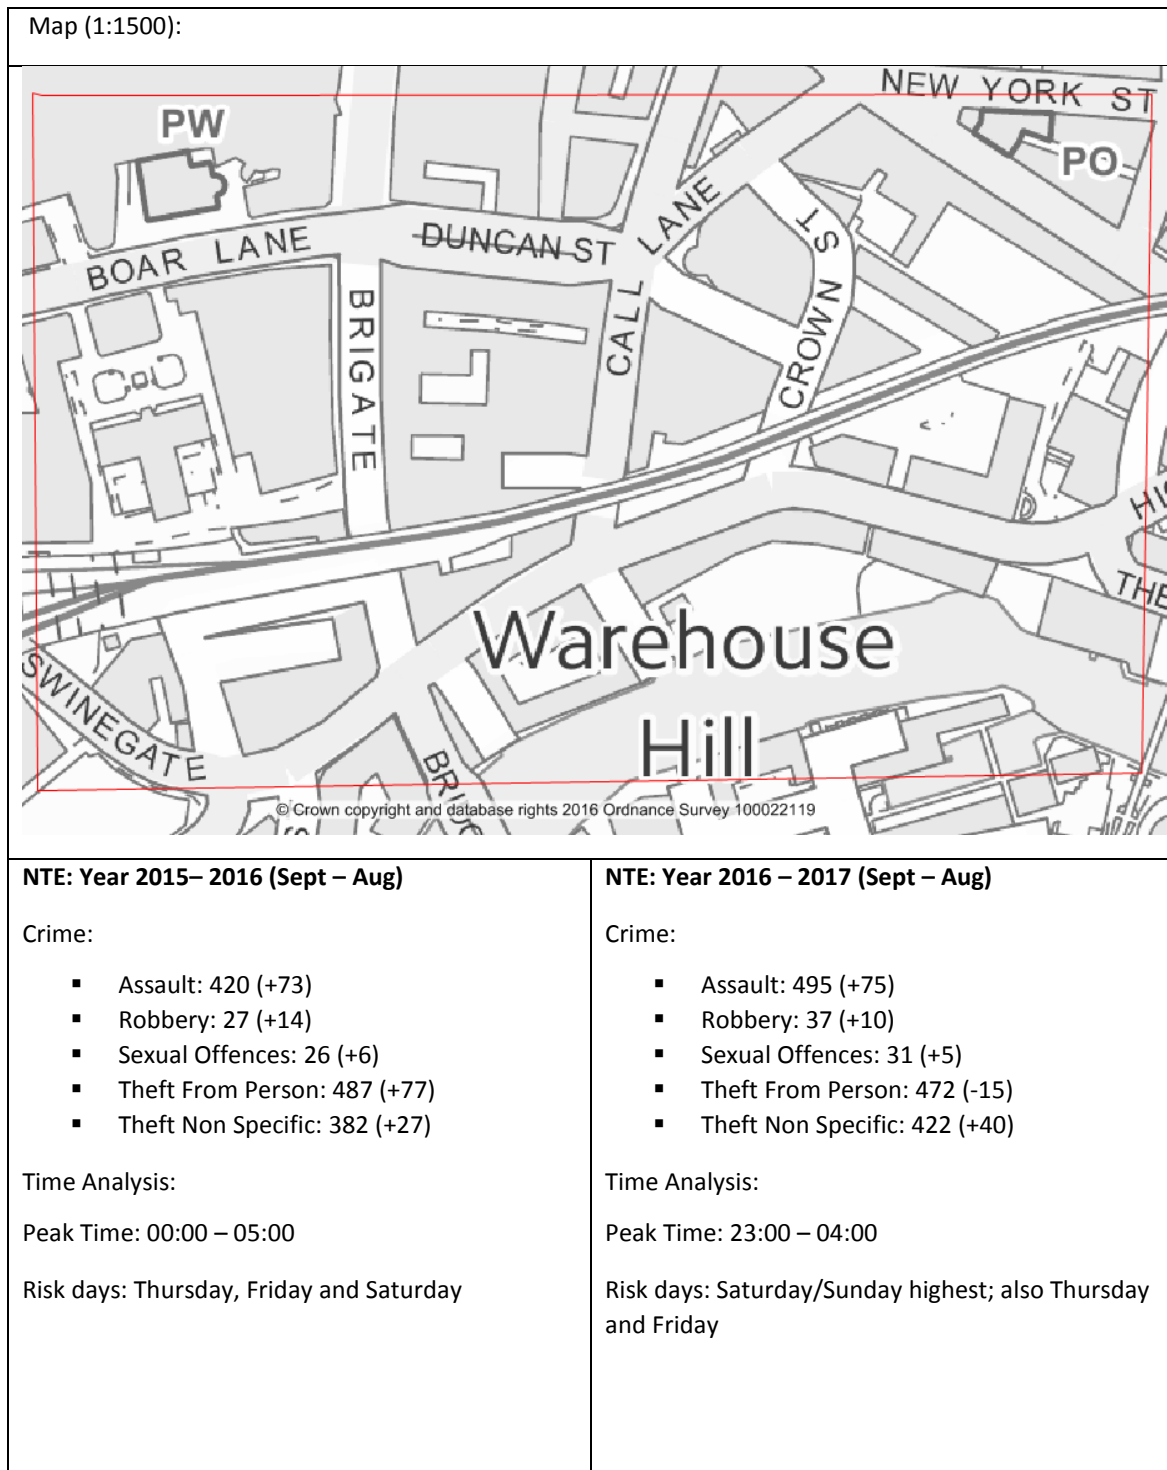 Map (1:1500):
NEW YORK ST
PW
PO
BOAR LANE
DUNCAN ST
CALL LANE
CROWN ST
BRIGATE
SWINEGATE
THE
Warehouse
Hill
© Crown copyright and database rights 2016 Ordnance Survey 100022119
NTE: Year 2015– 2016 (Sept – Aug)
Crime:
▪ Assault: 420 (+73)
▪ Robbery: 27 (+14)
▪ Sexual Offences: 26 (+6)
▪ Theft From Person: 487 (+77)
▪ Theft Non Specific: 382 (+27)
Time Analysis:
Peak Time: 00:00 – 05:00
Risk days: Thursday, Friday and Saturday
NTE: Year 2016 – 2017 (Sept – Aug)
Crime:
▪ Assault: 495 (+75)
▪ Robbery: 37 (+10)
▪ Sexual Offences: 31 (+5)
▪ Theft From Person: 472 (-15)
▪ Theft Non Specific: 422 (+40)
Time Analysis:
Peak Time: 23:00 – 04:00
Risk days: Saturday/Sunday highest; also Thursday
and Friday